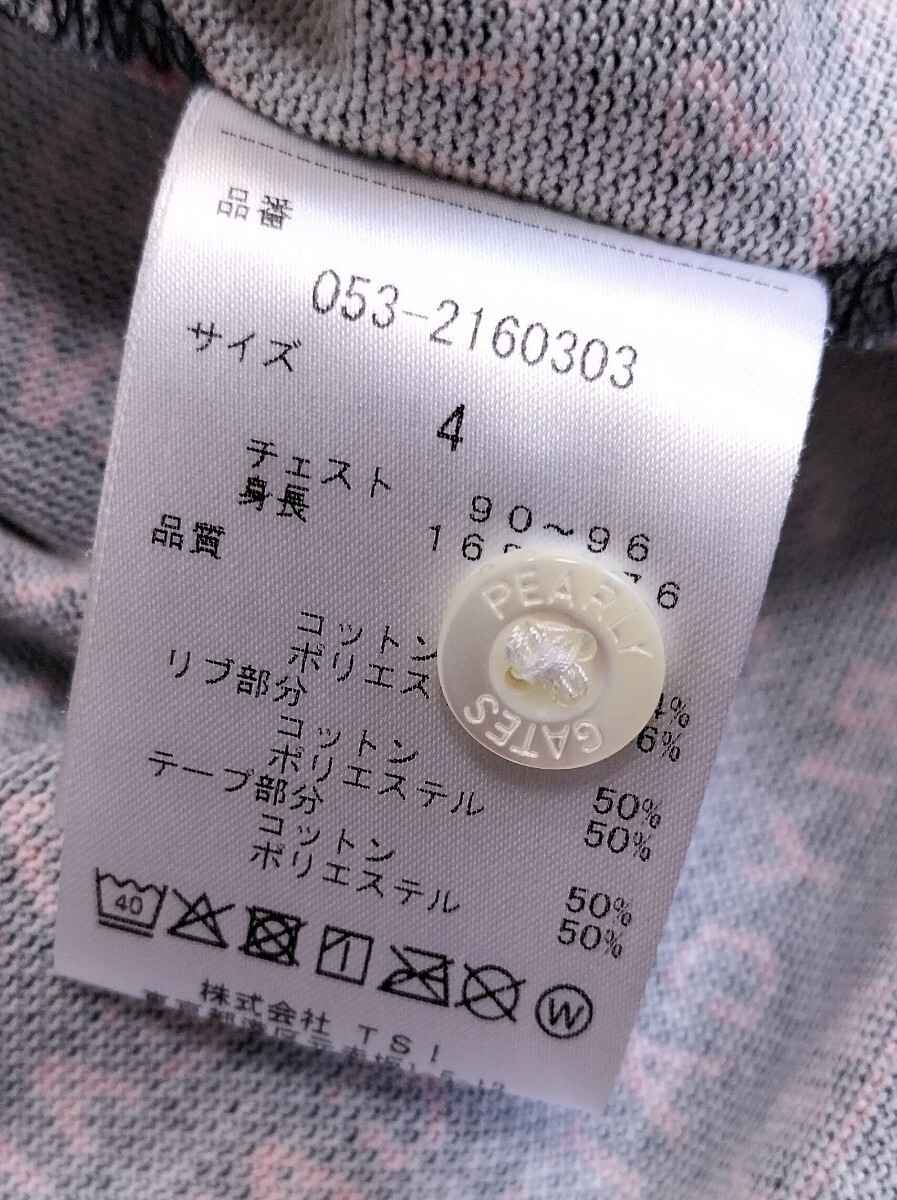 品番
053-2160303
サイズ
4
チェスト 90～96
身長
品質
コットン
リブ部分
コットン 50%
ポリエステル 50%
テープ部分
コットン 50%
ポリエステル 50%
40
W
株式会社 TSI
PEARLY
GATES